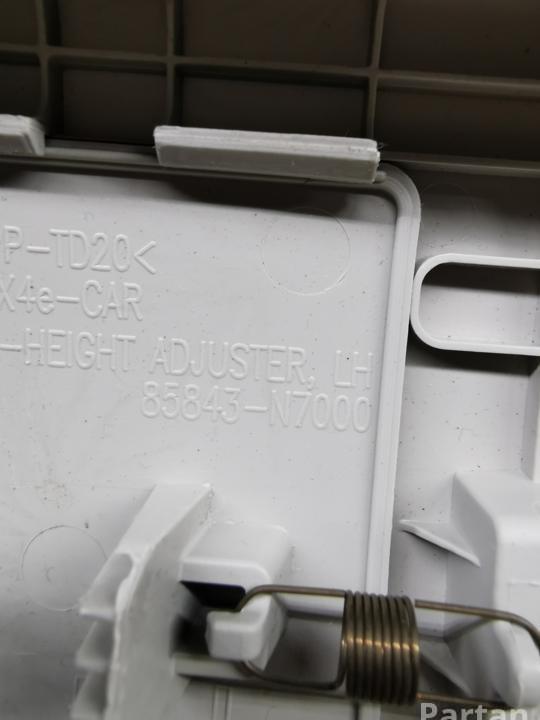 P-TD20<
X4e-CAR
-HEIGHT ADJUSTER, LH
85843-N7000
Partan